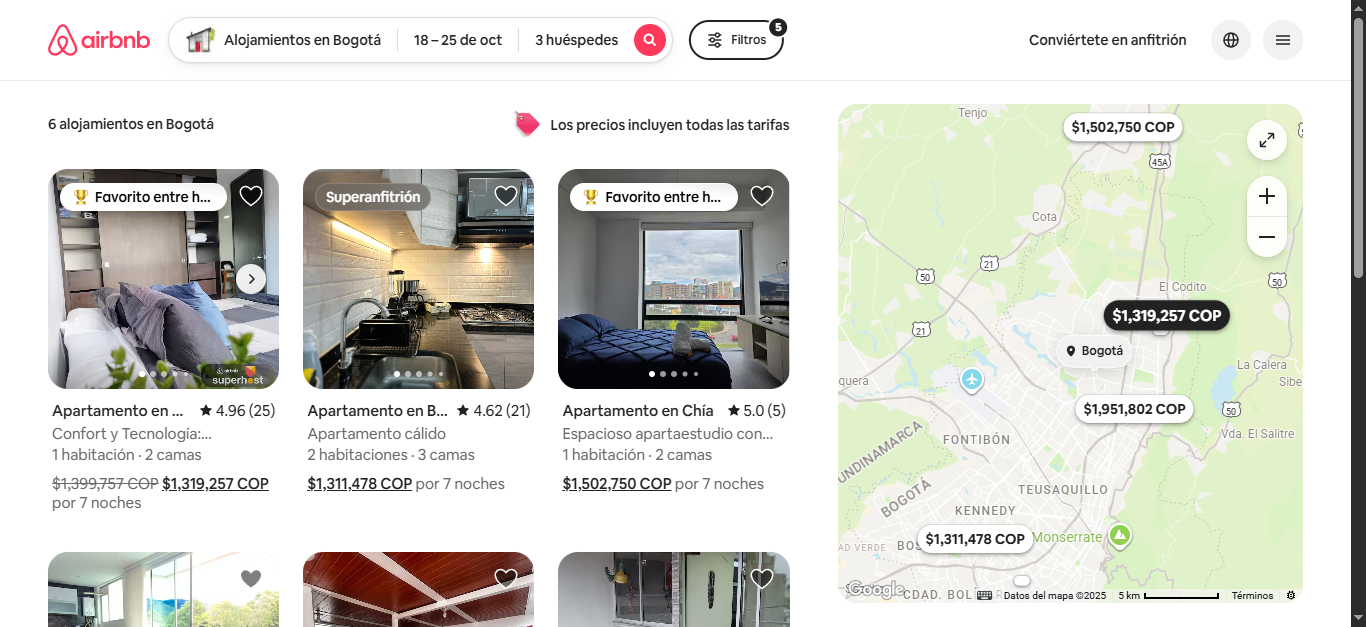 airbnb
Alojamientos en Bogotá
18 – 25 de oct
3 huéspedes
Filtros
5
Conviértete en anfitrión
6 alojamientos en Bogotá
Los precios incluyen todas las tarifas
Favorito entre h...
airbnb
superhost
Apartamento en ...
4.96 (25)
Confort y Tecnología:...
1 habitación · 2 camas
$1,399,757 COP $1,319,257 COP
por 7 noches
Superanfitrión
Apartamento en B...
4.62 (21)
Apartamento cálido
2 habitaciones · 3 camas
$1,311,478 COP por 7 noches
Favorito entre h...
Apartamento en Chía
5.0 (5)
Espacioso apartaestudio con...
1 habitación · 2 camas
$1,502,750 COP por 7 noches
Tenjo
$1,502,750 COP
45A
Cota
21
50
50
El Codito
$1,319,257 COP
21
Bogotá
La Calera
quera
Sibe
$1,951,802 COP
50
Vda. El Salitre
FONTIBÓN
UNDINAMARCA
BOGOTÁ
TEUSAQUILLO
KENNEDY
$1,311,478 COP
Monserrate
AD VERDE
BOS
Google
CDAD. BOL
R
Datos del mapa ©2025
5 km
Términos